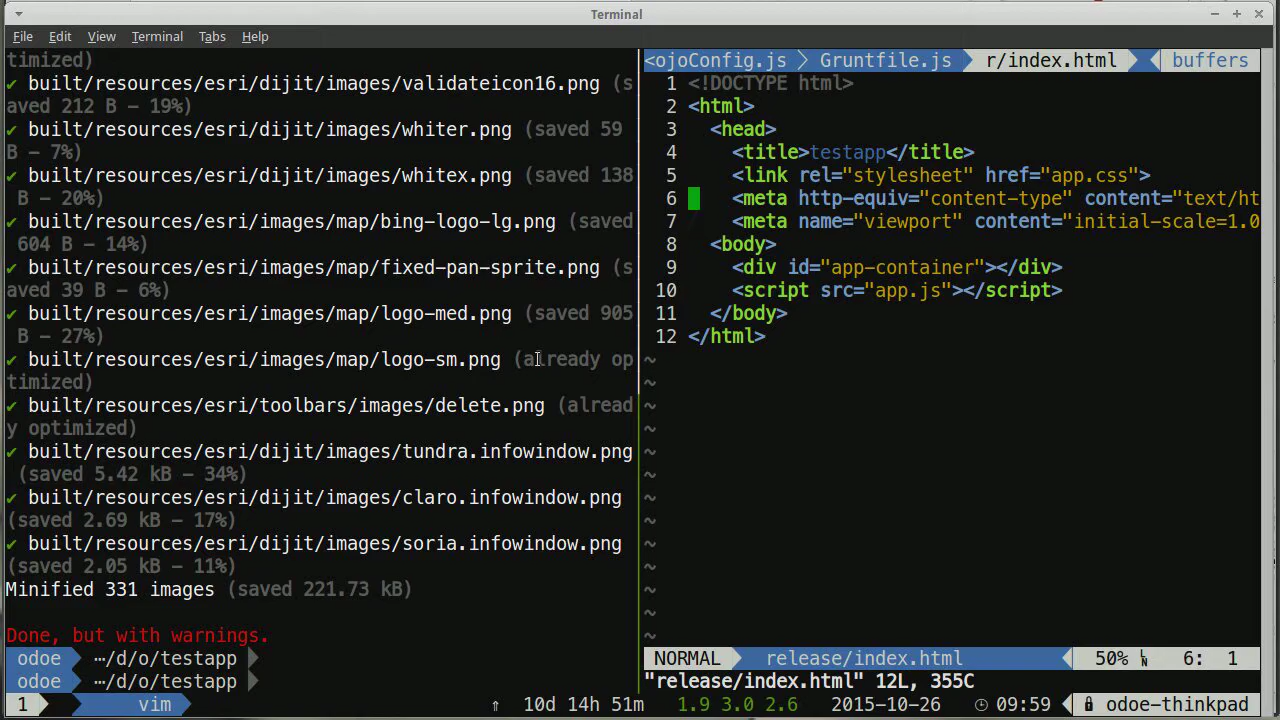 Terminal
File Edit View Terminal Tabs Help
timized)
✔ built/resources/esri/dijit/images/validateicon16.png (s
aved 212 B – 19%)
✔ built/resources/esri/dijit/images/whiter.png (saved 59
B – 7%)
✔ built/resources/esri/dijit/images/whitex.png (saved 138
 B – 20%)
✔ built/resources/esri/images/map/bing-logo-lg.png (saved
 604 B – 14%)
✔ built/resources/esri/images/map/fixed-pan-sprite.png (s
aved 39 B – 6%)
✔ built/resources/esri/images/map/logo-med.png (saved 905
 B – 27%)
✔ built/resources/esri/images/map/logo-sm.png (already op
timized)
✔ built/resources/esri/toolbars/images/delete.png (alread
y optimized)
✔ built/resources/esri/dijit/images/tundra.infowindow.png
 (saved 5.42 kB – 34%)
✔ built/resources/esri/dijit/images/claro.infowindow.png
(saved 2.69 kB – 17%)
✔ built/resources/esri/dijit/images/soria.infowindow.png
(saved 2.05 kB – 11%)
Minified 331 images (saved 221.73 kB)
Done, but with warnings.
odoe ⋯/d/o/testapp
odoe ⋯/d/o/testapp
<ojoConfig.js Gruntfile.js r/index.html buffers
1 <!DOCTYPE html>
2 <html>
3   <head>
4     <title>testapp</title>
5     <link rel="stylesheet" href="app.css">
6     <meta http-equiv="content-type" content="text/ht
7     <meta name="viewport" content="initial-scale=1.0
8   <body>
9     <div id="app-container"></div>
10     <script src="app.js"></script>
11   </body>
12 </html>
~
~
~
~
~
~
~
~
~
~
~
~
~
NORMAL release/index.html 50% ␤ 6: 1
"release/index.html" 12L, 355C
1 vim ⇑ 10d 14h 51m 1.9 3.0 2.6 2015-10-26 09:59 odoe-thinkpad